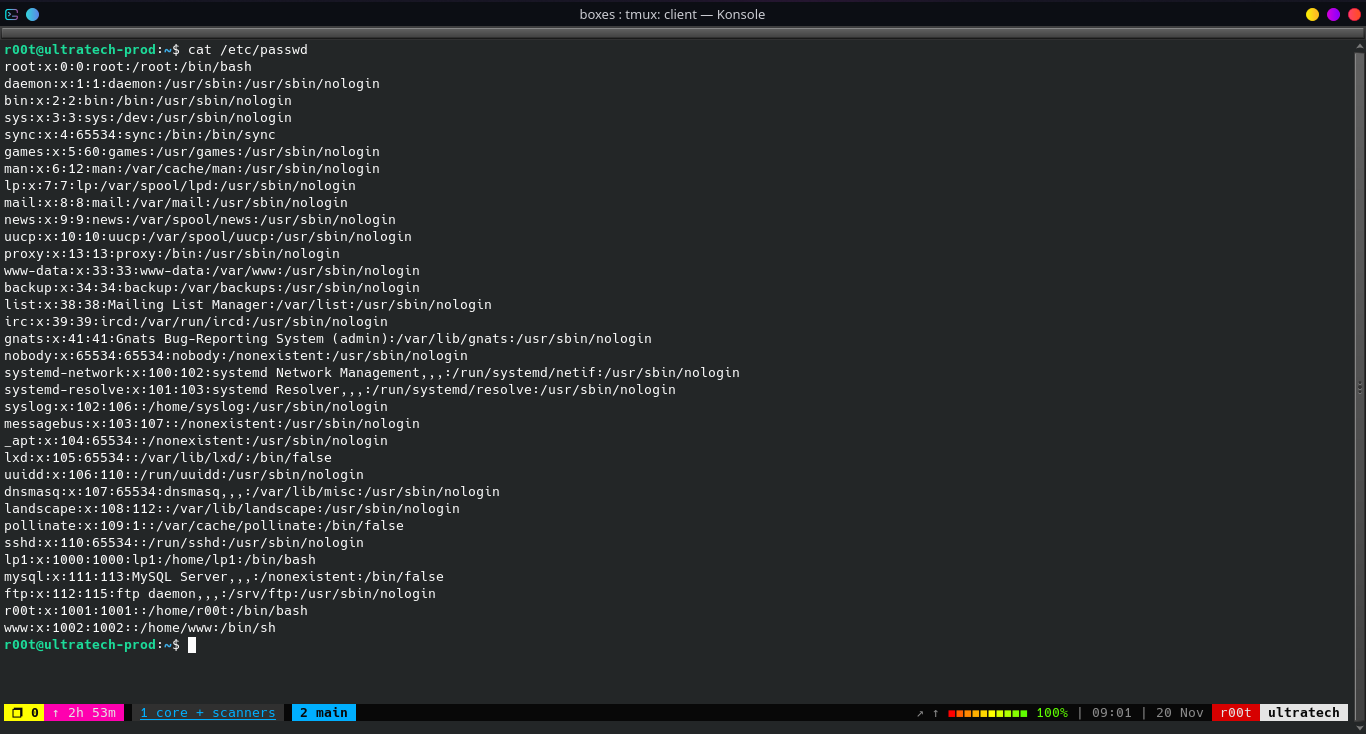 boxes : tmux: client — Konsole
r00t@ultratech-prod:~$ cat /etc/passwd
root:x:0:0:root:/root:/bin/bash
daemon:x:1:1:daemon:/usr/sbin:/usr/sbin/nologin
bin:x:2:2:bin:/bin:/usr/sbin/nologin
sys:x:3:3:sys:/dev:/usr/sbin/nologin
sync:x:4:65534:sync:/bin:/bin/sync
games:x:5:60:games:/usr/games:/usr/sbin/nologin
man:x:6:12:man:/var/cache/man:/usr/sbin/nologin
lp:x:7:7:lp:/var/spool/lpd:/usr/sbin/nologin
mail:x:8:8:mail:/var/mail:/usr/sbin/nologin
news:x:9:9:news:/var/spool/news:/usr/sbin/nologin
uucp:x:10:10:uucp:/var/spool/uucp:/usr/sbin/nologin
proxy:x:13:13:proxy:/bin:/usr/sbin/nologin
www-data:x:33:33:www-data:/var/www:/usr/sbin/nologin
backup:x:34:34:backup:/var/backups:/usr/sbin/nologin
list:x:38:38:Mailing List Manager:/var/list:/usr/sbin/nologin
irc:x:39:39:ircd:/var/run/ircd:/usr/sbin/nologin
gnats:x:41:41:Gnats Bug-Reporting System (admin):/var/lib/gnats:/usr/sbin/nologin
nobody:x:65534:65534:nobody:/nonexistent:/usr/sbin/nologin
systemd-network:x:100:102:systemd Network Management,,,:/run/systemd/netif:/usr/sbin/nologin
systemd-resolve:x:101:103:systemd Resolver,,,:/run/systemd/resolve:/usr/sbin/nologin
syslog:x:102:106::/home/syslog:/usr/sbin/nologin
messagebus:x:103:107::/nonexistent:/usr/sbin/nologin
_apt:x:104:65534::/nonexistent:/usr/sbin/nologin
lxd:x:105:65534::/var/lib/lxd/:/bin/false
uuidd:x:106:110::/run/uuidd:/usr/sbin/nologin
dnsmasq:x:107:65534:dnsmasq,,,:/var/lib/misc:/usr/sbin/nologin
landscape:x:108:112::/var/lib/landscape:/usr/sbin/nologin
pollinate:x:109:1::/var/cache/pollinate:/bin/false
sshd:x:110:65534::/run/sshd:/usr/sbin/nologin
lp1:x:1000:1000:lp1:/home/lp1:/bin/bash
mysql:x:111:113:MySQL Server,,,:/nonexistent:/bin/false
ftp:x:112:115:ftp daemon,,,:/srv/ftp:/usr/sbin/nologin
r00t:x:1001:1001::/home/r00t:/bin/bash
www:x:1002:1002::/home/www:/bin/sh
r00t@ultratech-prod:~$
❐ 0 ↑ 2h 53m 1 core + scanners 2 main ↗ ↑ ■■■■■■■■■■ 100% | 09:01 | 20 Nov r00t ultratech